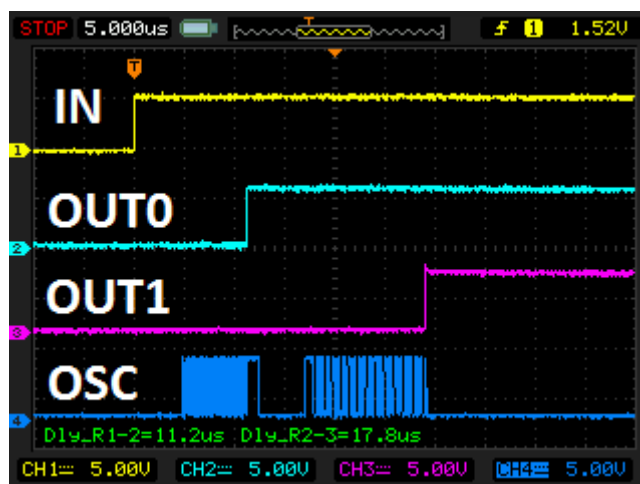 STOP 5.000us T f 1 1.52V
T
IN
1
OUT0
2
OUT1
3
OSC
4
Dly_R1-2=11.2us Dly_R2-3=17.8us
CH1 5.00V CH2 5.00V CH3 5.00V CH4 5.00V